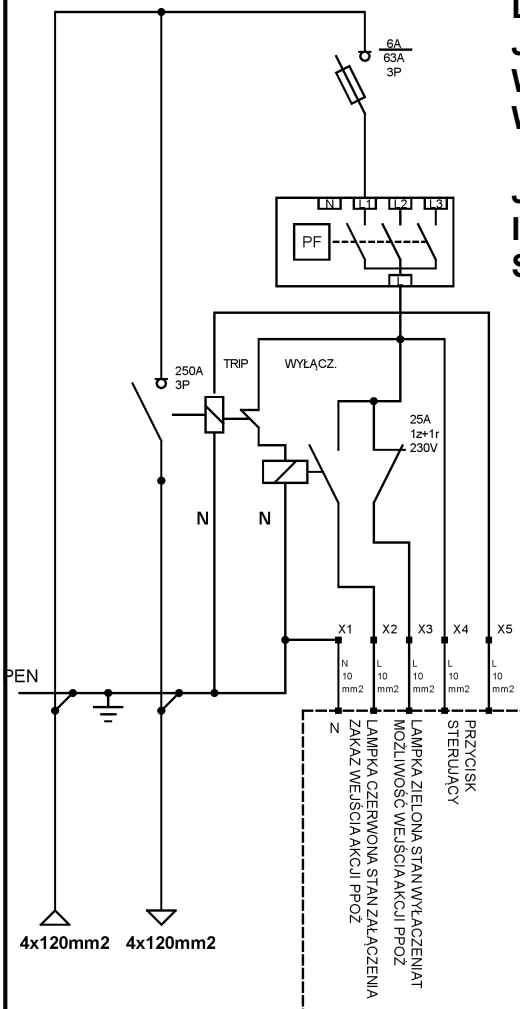 6A
63A
3P
N L1 L2 L3
PF
L
250A
3P
TRIP
WYŁĄCZ.
25A
1z+1r
230V
N
N
X1 X2 X3 X4 X5
N
10
mm2
L
10
mm2
L
10
mm2
L
10
mm2
L
10
mm2
PEN
N
ZAKAZ WEJŚCIA AKCJI PPOŻ
LAMPKA CZERWONA STAN ZAŁĄCZENIA
MOŻLIWOŚĆ WEJŚCIA AKCJI PPOŻ
LAMPKA ZIELONA STAN WYŁACZENIAT
STERUJĄCY
PRZYCISK
4x120mm2
4x120mm2